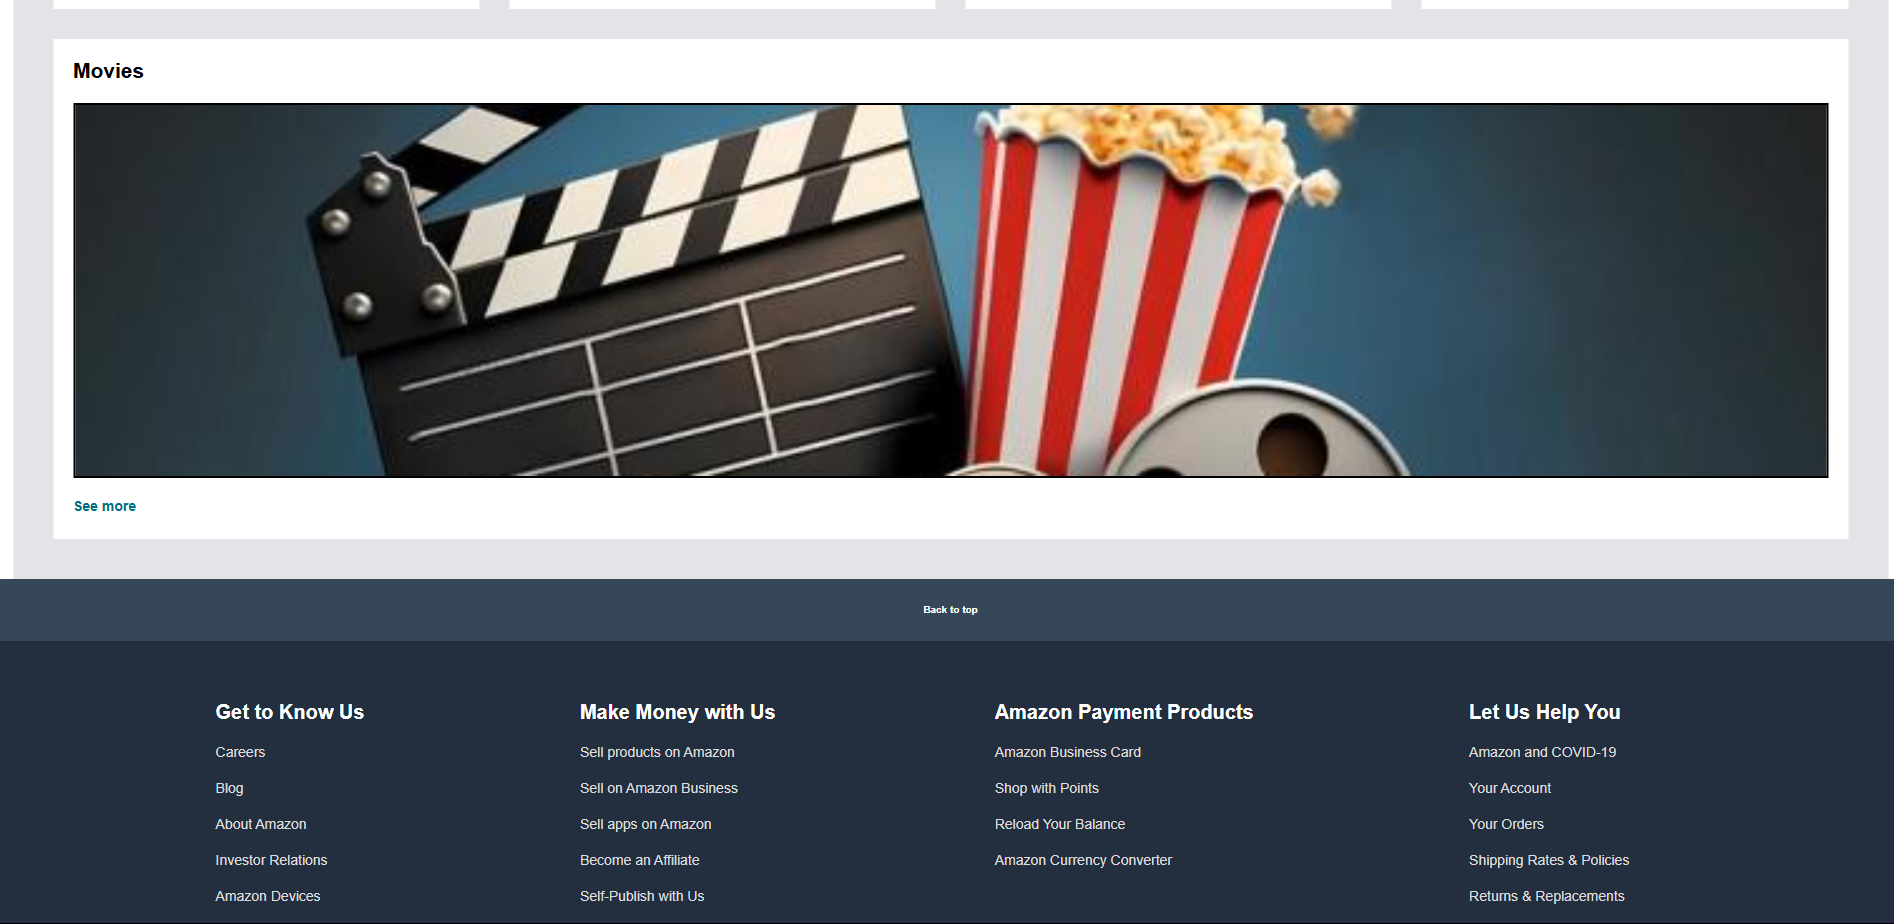 Movies
See more
Back to top
Get to Know Us
Careers
Blog
About Amazon
Investor Relations
Amazon Devices
Make Money with Us
Sell products on Amazon
Sell on Amazon Business
Sell apps on Amazon
Become an Affiliate
Self-Publish with Us
Amazon Payment Products
Amazon Business Card
Shop with Points
Reload Your Balance
Amazon Currency Converter
Let Us Help You
Amazon and COVID-19
Your Account
Your Orders
Shipping Rates & Policies
Returns & Replacements